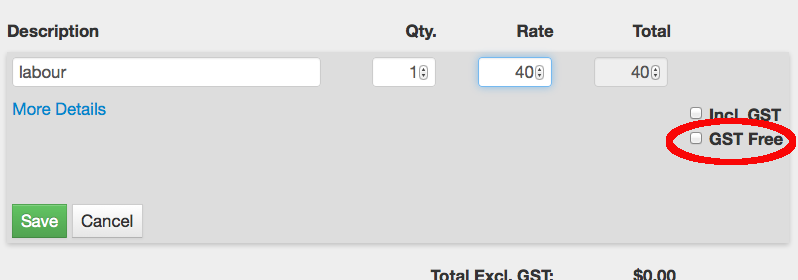 Description Qty. Rate Total
labour 1 40 40
More Details
Incl. GST
GST Free
Save Cancel
Total Excl. GST: $0.00